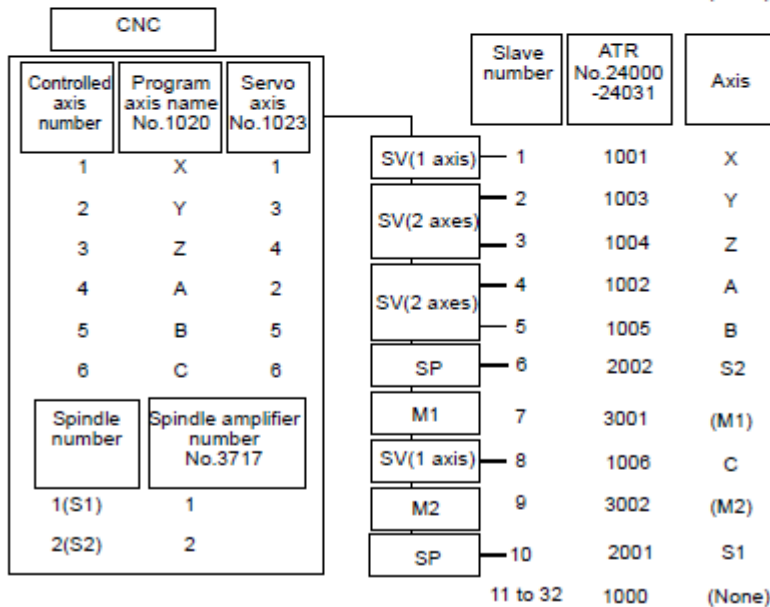 CNC
Controlled
axis
number
Program
axis name
No.1020
Servo
axis
No.1023
1 X 1
2 Y 3
3 Z 4
4 A 2
5 B 5
6 C 6
Spindle
number
Spindle amplifier
number
No.3717
1(S1) 1
2(S2) 2
Slave
number
ATR
No.24000
-24031
Axis
SV(1 axis) 1 1001 X
SV(2 axes) 2 1003 Y
3 1004 Z
SV(2 axes) 4 1002 A
5 1005 B
SP 6 2002 S2
M1 7 3001 (M1)
SV(1 axis) 8 1006 C
M2 9 3002 (M2)
SP 10 2001 S1
11 to 32 1000 (None)